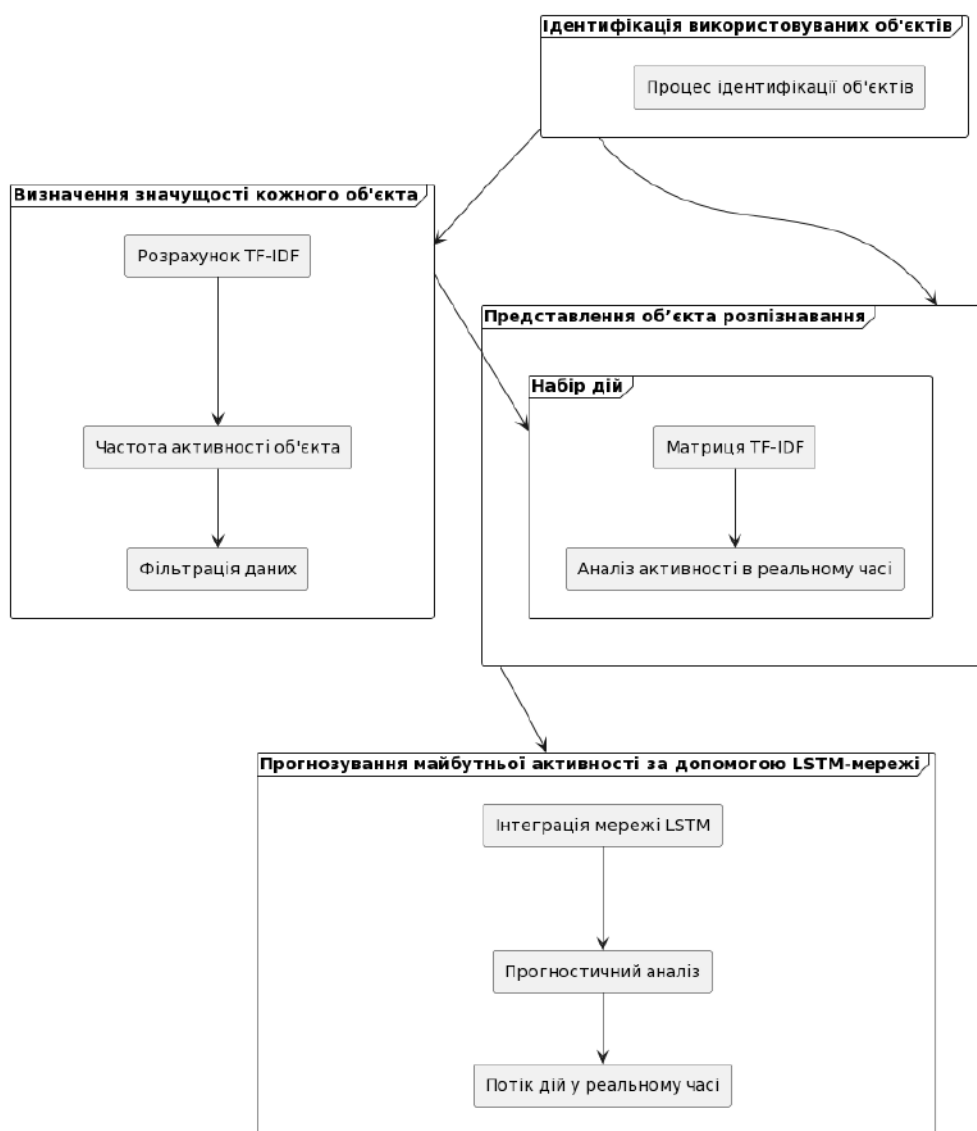 Ідентифікація використовуваних об'єктів
Процес ідентифікації об'єктів
Визначення значущості кожного об'єкта
Розрахунок TF-IDF
Частота активності об'єкта
Фільтрація даних
Представлення об’єкта розпізнавання
Набір дій
Матриця TF-IDF
Аналіз активності в реальному часі
Прогнозування майбутньої активності за допомогою LSTM-мережі
Інтеграція мережі LSTM
Прогностичний аналіз
Потік дій у реальному часі